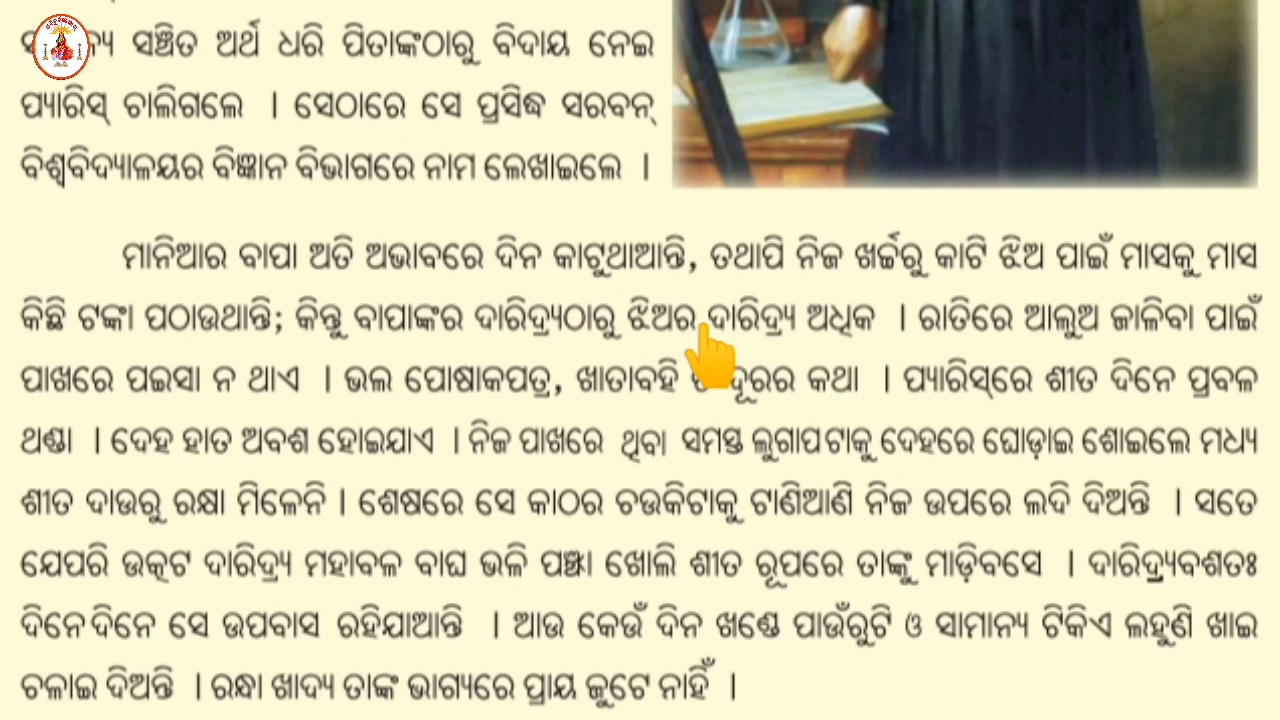 ସଞ୍ଚିତ ଅର୍ଥ ଧରି ପିତାଙ୍କଠାରୁ ବିଦାୟ ନେଇ
ପ୍ୟାରିସ୍ ଚାଲିଗଲେ । ସେଠାରେ ସେ ପ୍ରସିଦ୍ଧ ସରବନ୍
ବିଶ୍ୱବିଦ୍ୟାଳୟର ବିଜ୍ଞାନ ବିଭାଗରେ ନାମ ଲେଖାଇଲେ ।
ମାନିଆର ବାପା ଅତି ଅଭାବରେ ଦିନ କାଟୁଥାଆନ୍ତି, ତଥାପି ନିଜ ଖର୍ଚ୍ଚରୁ କାଟି ଝିଅ ପାଇଁ ମାସକୁ ମାସ
କିଛି ଟଙ୍କା ପଠାଉଥାନ୍ତି; କିନ୍ତୁ ବାପାଙ୍କର ଦାରିଦ୍ର୍ୟଠାରୁ ଝିଅର ଦାରିଦ୍ର୍ୟ ଅଧିକ । ରାତିରେ ଆଲୁଅ ଜାଳିବା ପାଇଁ
ପାଖରେ ପଇସା ନ ଥାଏ । ଭଲ ପୋଷାକପତ୍ର, ଖାତାବହି ଦୂରର କଥା । ପ୍ୟାରିସ୍‌ରେ ଶୀତ ଦିନେ ପ୍ରବଳ
ଥଣ୍ଡା । ଦେହ ହାତ ଅବଶ ହୋଇଯାଏ । ନିଜ ପାଖରେ ଥିବା ସମସ୍ତ ଲୁଗାପଟାକୁ ଦେହରେ ଘୋଡ଼ାଇ ଶୋଇଲେ ମଧ୍ୟ
ଶୀତ ଦାଉରୁ ରକ୍ଷା ମିଳେନି । ଶେଷରେ ସେ କାଠର ଚଉକିଟାକୁ ଟାଣିଆଣି ନିଜ ଉପରେ ଲଦି ଦିଅନ୍ତି । ସତେ
ଯେପରି ଉତ୍କଟ ଦାରିଦ୍ର୍ୟ ମହାବଳ ବାଘ ଭଳି ପଞ୍ଝା ଖୋଲି ଶୀତ ରୂପରେ ତାଙ୍କୁ ମାଡ଼ିବସେ । ଦାରିଦ୍ର୍ୟବଶତଃ
ଦିନେ ଦିନେ ସେ ଉପବାସ ରହିଯାଆନ୍ତି । ଆଉ କେଉଁ ଦିନ ଖଣ୍ଡେ ପାଉଁରୁଟି ଓ ସାମାନ୍ୟ ଟିକିଏ ଲହୁଣି ଖାଇ
ଚଳାଇ ଦିଅନ୍ତି । ରନ୍ଧା ଖାଦ୍ୟ ତାଙ୍କ ଭାଗ୍ୟରେ ପ୍ରାୟ ଜୁଟେ ନାହିଁ ।